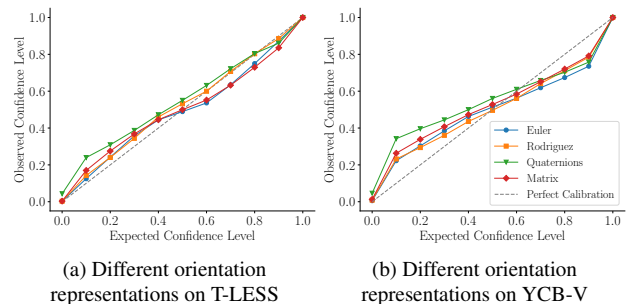 Observed Confidence Level
1.0
0.8
0.6
0.4
0.2
0.0
0.0 0.2 0.4 0.6 0.8 1.0
Expected Confidence Level
(a) Different orientation
representations on T-LESS
Observed Confidence Level
1.0
0.8
0.6
0.4
0.2
0.0
Euler
Rodriguez
Quaternions
Matrix
Perfect Calibration
0.0 0.2 0.4 0.6 0.8 1.0
Expected Confidence Level
(b) Different orientation
representations on YCB-V